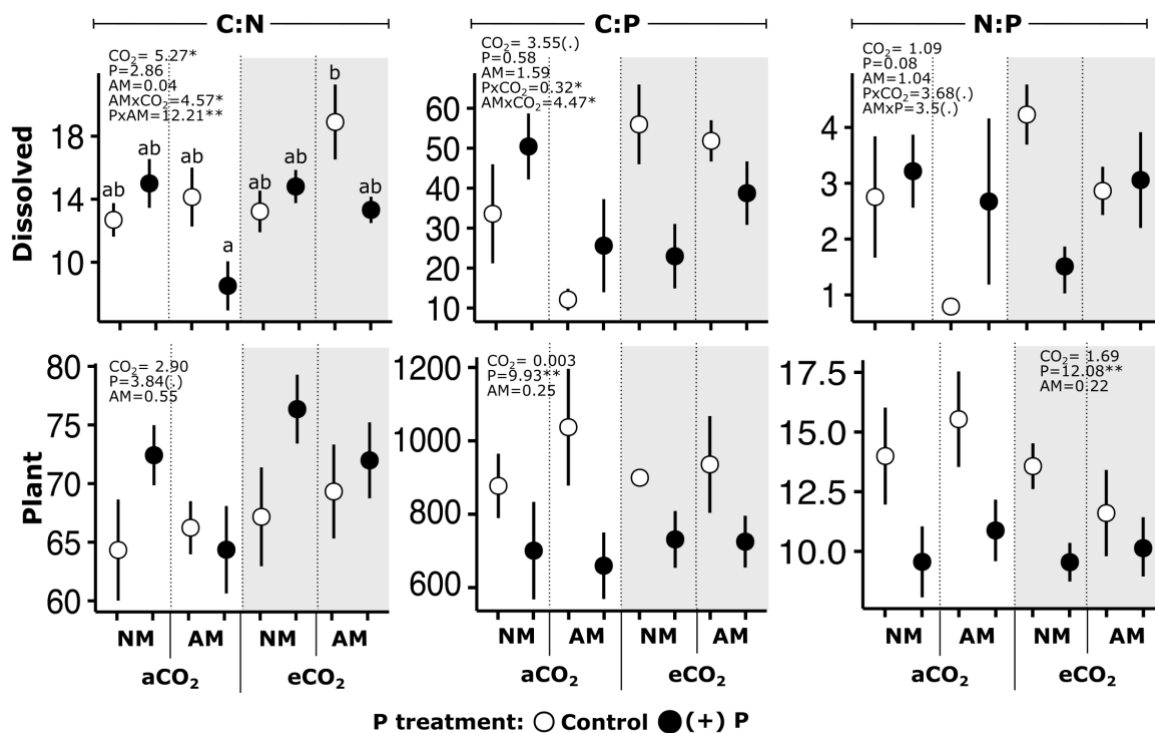 C:N C:P N:P
Dissolved
CO₂= 5.27*
P=2.86
AM=0.04
AMxCO₂=4.57*
PxAM=12.21**
18
14
10
ab
ab
ab
a
ab
ab
b
ab
CO₂= 3.55(.)
P=0.58
AM=1.59
PxCO₂=0.32*
AMxCO₂=4.47*
60
50
40
30
20
10
CO₂= 1.09
P=0.08
AM=1.04
PxCO₂=3.68(.)
AMxP=3.5(.)
4
3
2
1
Plant
CO₂= 2.90
P=3.84(.)
AM=0.55
80
75
70
65
60
CO₂= 0.003
P=9.93**
AM=0.25
1200
1000
800
600
CO₂= 1.69
P=12.08**
AM=0.22
17.5
15.0
12.5
10.0
NM AM NM AM NM AM NM AM NM AM NM AM
aCO₂ eCO₂ aCO₂ eCO₂ aCO₂ eCO₂
P treatment: Control (+) P